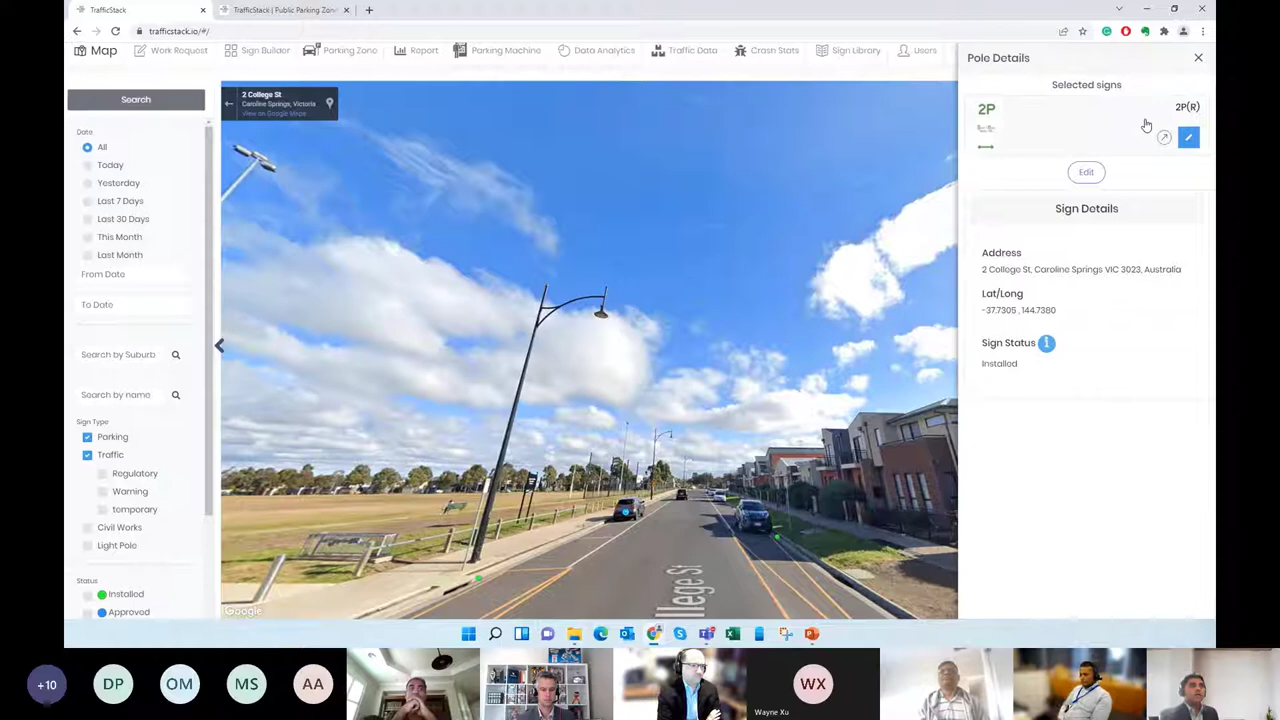 TrafficStack
TrafficStack | Public Parking Zon
trafficstack.io/#/
Map
Work Request
Sign Builder
Parking Zone
Report
Parking Machine
Data Analytics
Traffic Data
Crash Stats
Sign Library
Users
Search
Date
All
Today
Yesterday
Last 7 Days
Last 30 Days
This Month
Last Month
From Date
To Date
Search by Suburb
Search by name
Sign Type
Parking
Traffic
Regulatory
Warning
temporary
Civil Works
Light Pole
Status
Installed
Approved
2 College St
Caroline Springs, Victoria
View on Google Maps
llege St
Google
Pole Details
Selected signs
2P
2P(R)
Edit
Sign Details
Address
2 College St, Caroline Springs VIC 3023, Australia
Lat/Long
-37.7305 , 144.7380
Sign Status
Installed
+10
DP
OM
MS
AA
WX
Wayne Xu